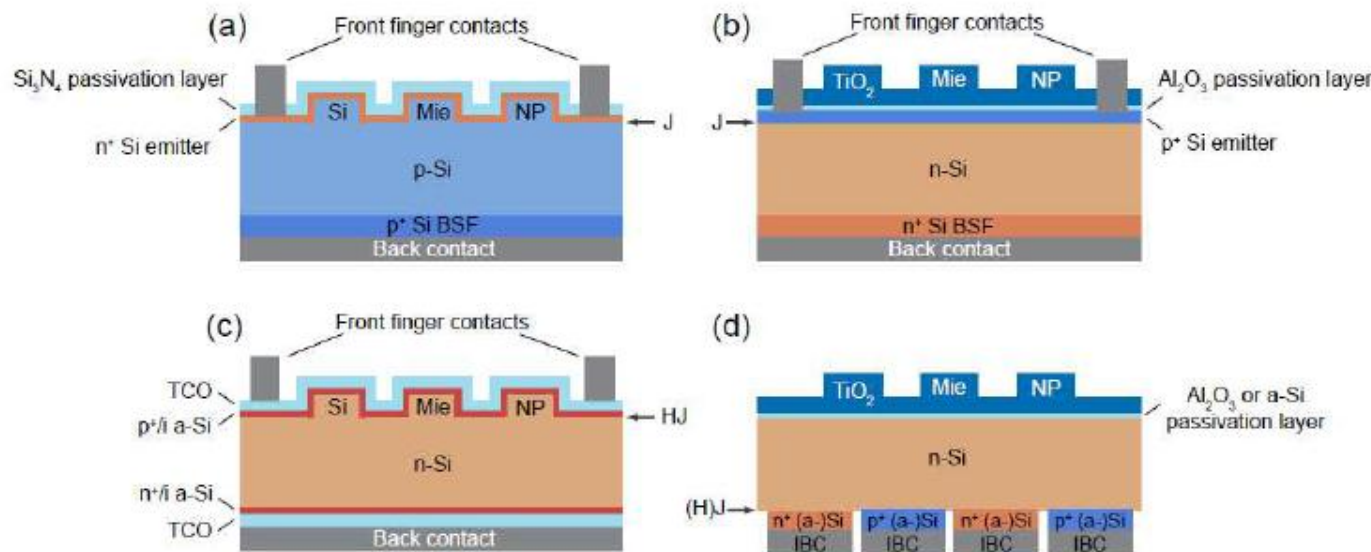 (a)
Front finger contacts
Si₃N₄ passivation layer
Si Mie NP
J
n⁺ Si emitter
p-Si
p⁺ Si BSF
Back contact
(b)
Front finger contacts
TiO₂ Mie NP
Al₂O₃ passivation layer
J
p⁺ Si emitter
n-Si
n⁺ Si BSF
Back contact
(c)
Front finger contacts
TCO
Si Mie NP
p⁺/i a-Si
HJ
n-Si
n⁺/i a-Si
TCO
Back contact
(d)
TiO₂ Mie NP
Al₂O₃ or a-Si
passivation layer
n-Si
(H)J
n⁺ (a-)Si p⁺ (a-)Si n⁺ (a-)Si p⁺ (a-)Si
IBC IBC IBC IBC